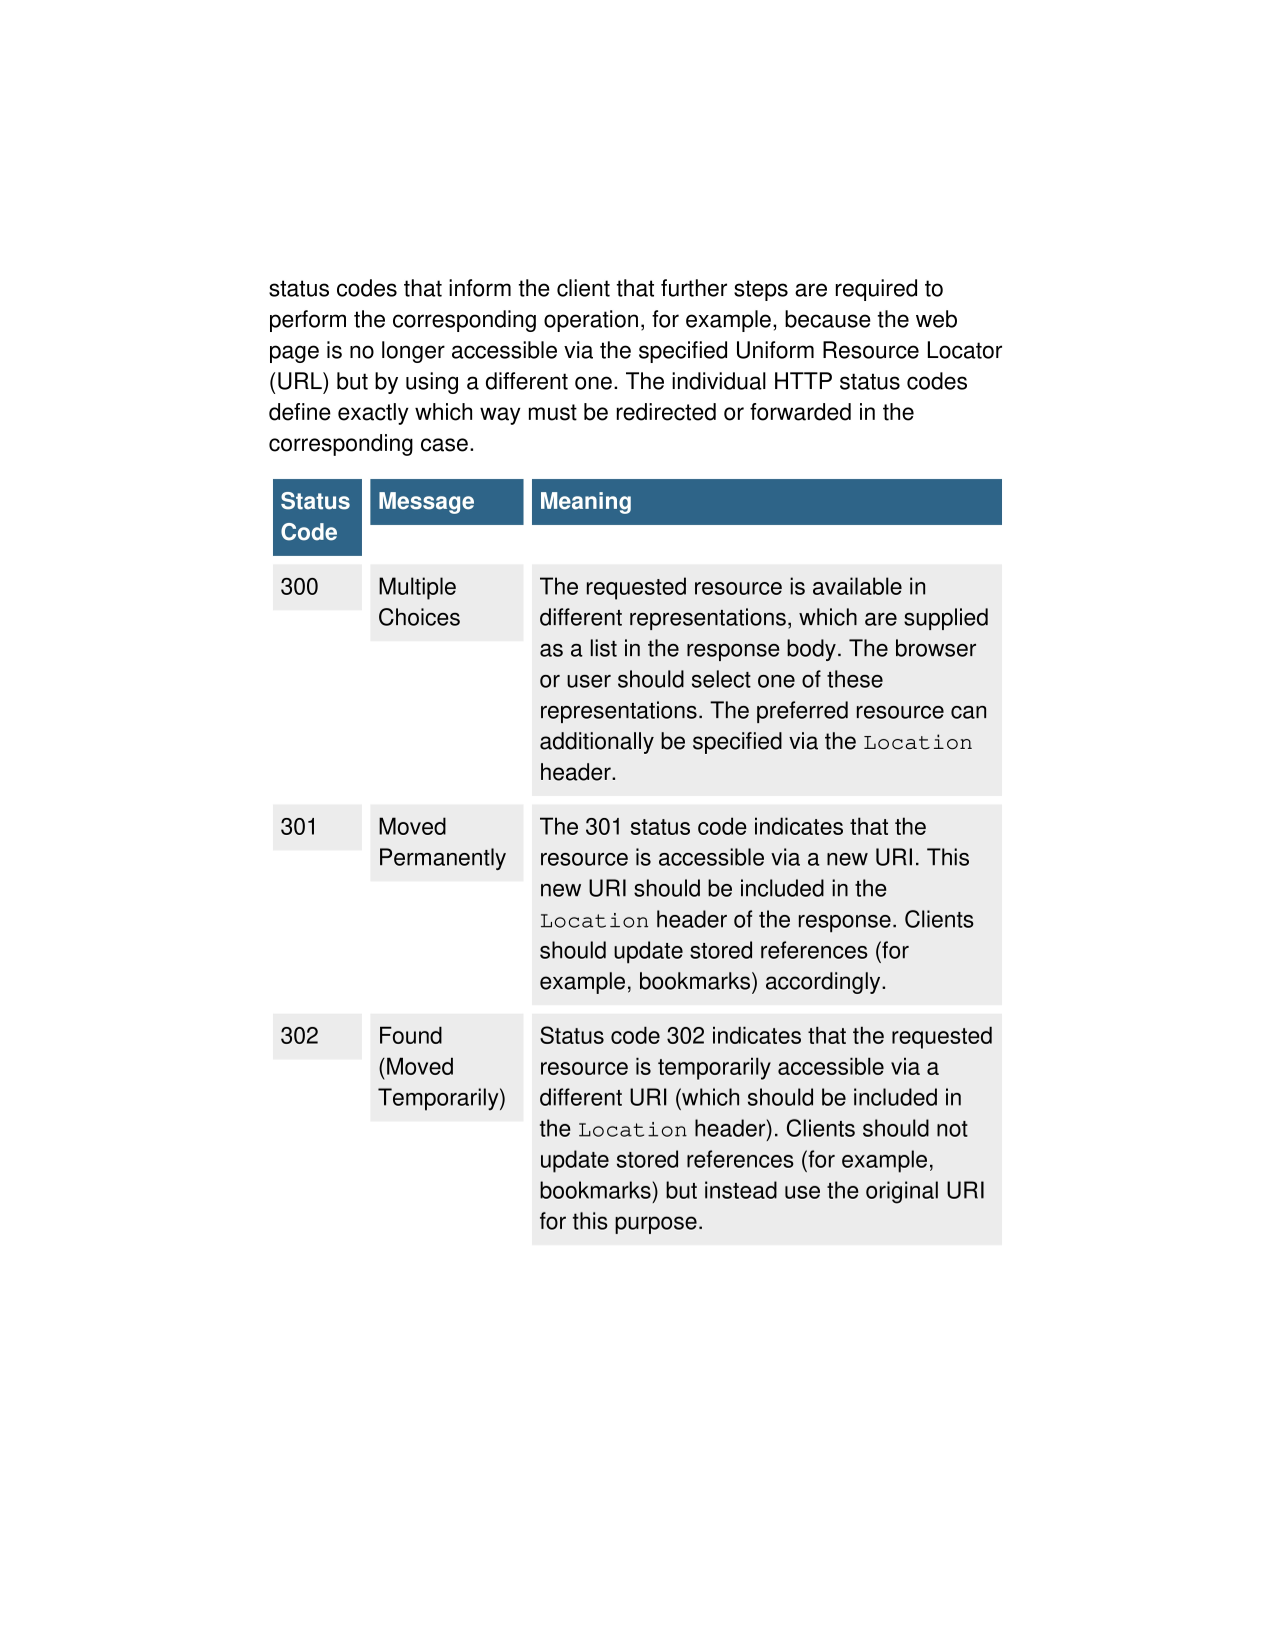 status codes that inform the client that further steps are required to
perform the corresponding operation, for example, because the web
page is no longer accessible via the specified Uniform Resource Locator
(URL) but by using a different one. The individual HTTP status codes
define exactly which way must be redirected or forwarded in the
corresponding case.
Status
Code
Message
Meaning
300
Multiple
Choices
The requested resource is available in
different representations, which are supplied
as a list in the response body. The browser
or user should select one of these
representations. The preferred resource can
additionally be specified via the Location
header.
301
Moved
Permanently
The 301 status code indicates that the
resource is accessible via a new URI. This
new URI should be included in the
Location header of the response. Clients
should update stored references (for
example, bookmarks) accordingly.
302
Found
(Moved
Temporarily)
Status code 302 indicates that the requested
resource is temporarily accessible via a
different URI (which should be included in
the Location header). Clients should not
update stored references (for example,
bookmarks) but instead use the original URI
for this purpose.